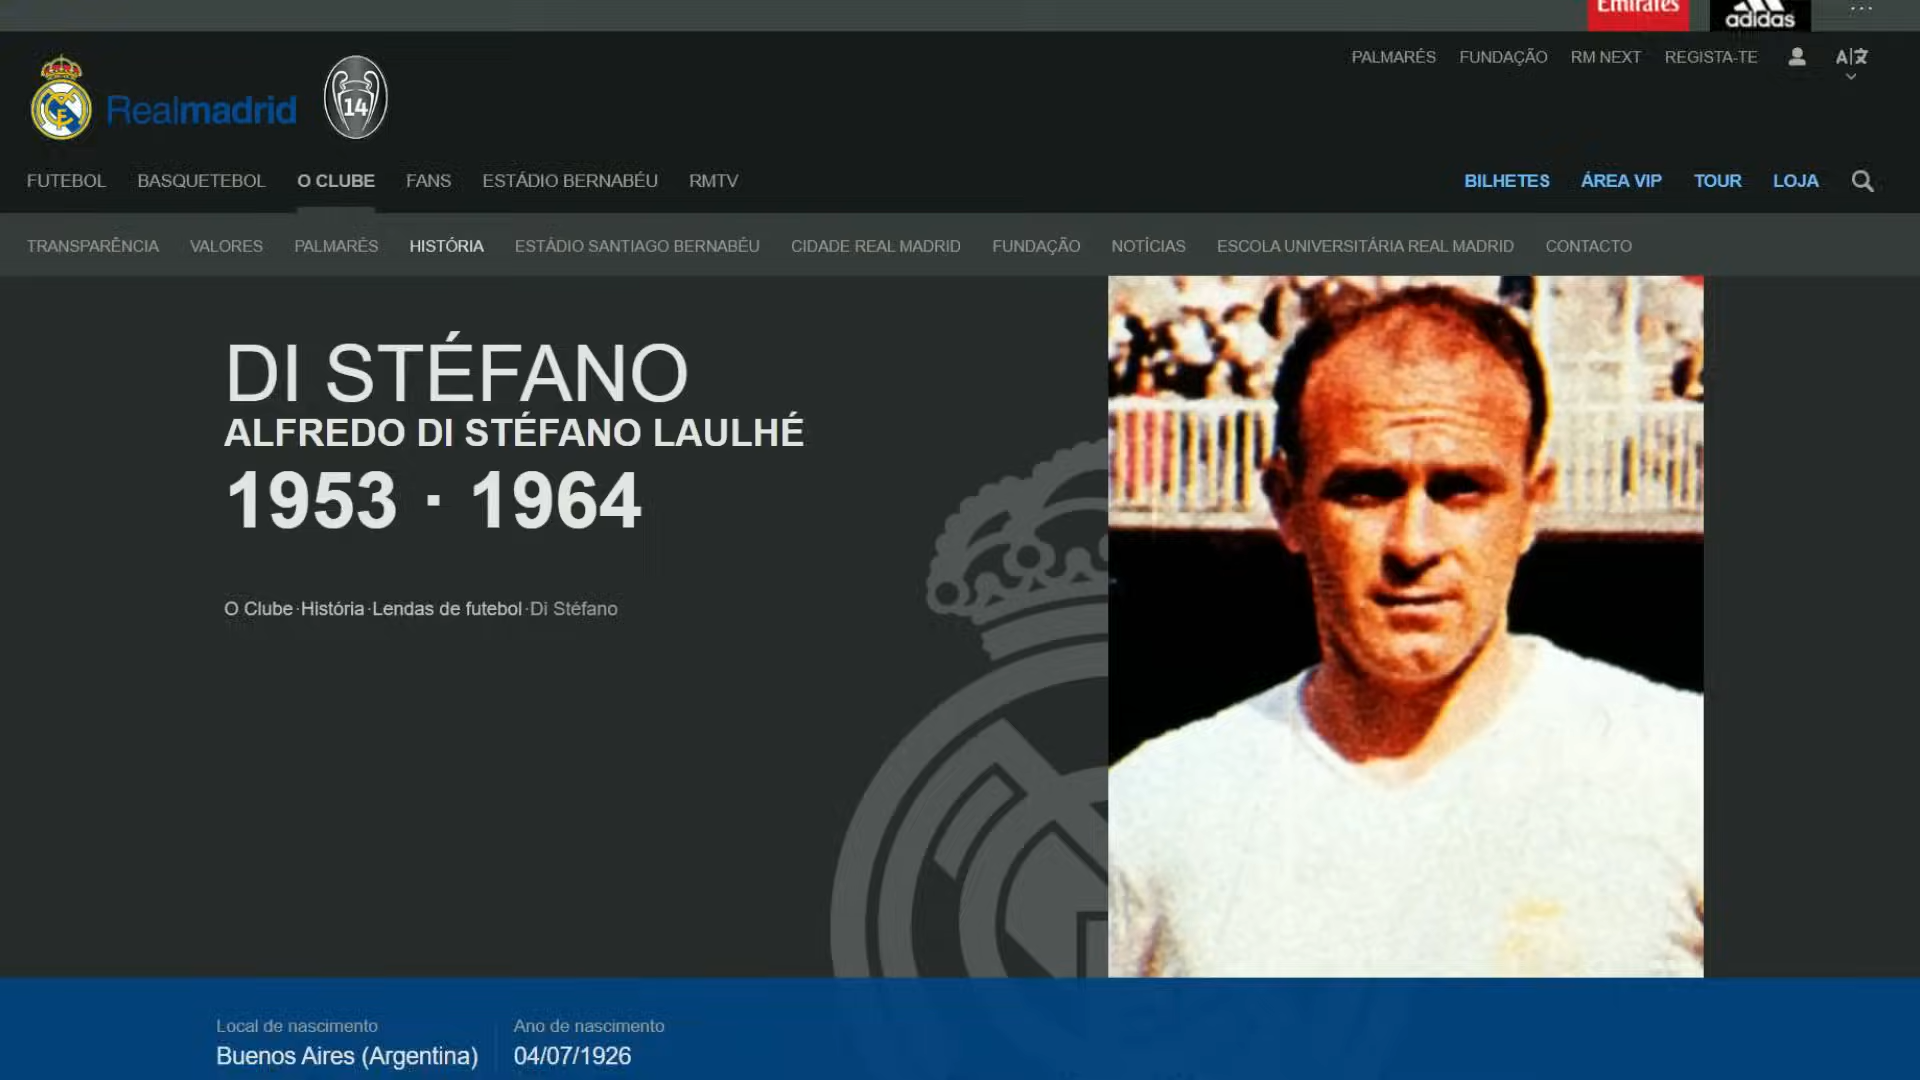 Emirates
adidas
PALMARÉS FUNDAÇÃO RM NEXT REGISTA-TE A
Realmadrid 14
FUTEBOL BASQUETEBOL O CLUBE FANS ESTÁDIO BERNABÉU RMTV BILHETES ÁREA VIP TOUR LOJA
TRANSPARÊNCIA VALORES PALMARÉS HISTÓRIA ESTÁDIO SANTIAGO BERNABÉU CIDADE REAL MADRID FUNDAÇÃO NOTÍCIAS ESCOLA UNIVERSITÁRIA REAL MADRID CONTACTO
DI STÉFANO
ALFREDO DI STÉFANO LAULHÉ
1953 · 1964
O Clube·História·Lendas de futebol·Di Stéfano
Local de nascimento Ano de nascimento
Buenos Aires (Argentina) 04/07/1926